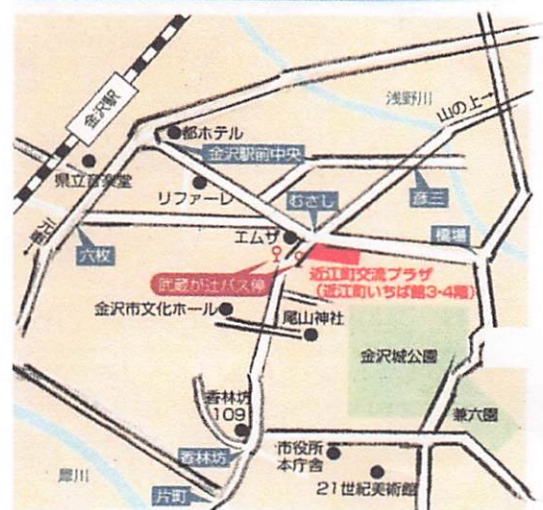 金沢駅
浅野川
山の上→
都ホテル
金沢駅前中央
県立音楽堂
リファーレ
彦三
むさし
元車→
エムザ
橋場
六枚
武蔵が辻バス停
近江町交流プラザ
(近江町いちば館3・4階)
金沢市文化ホール
尾山神社
金沢城公園
香林坊
109
兼六園
香林坊
市役所
本庁舎
犀川
21世紀美術館
片町